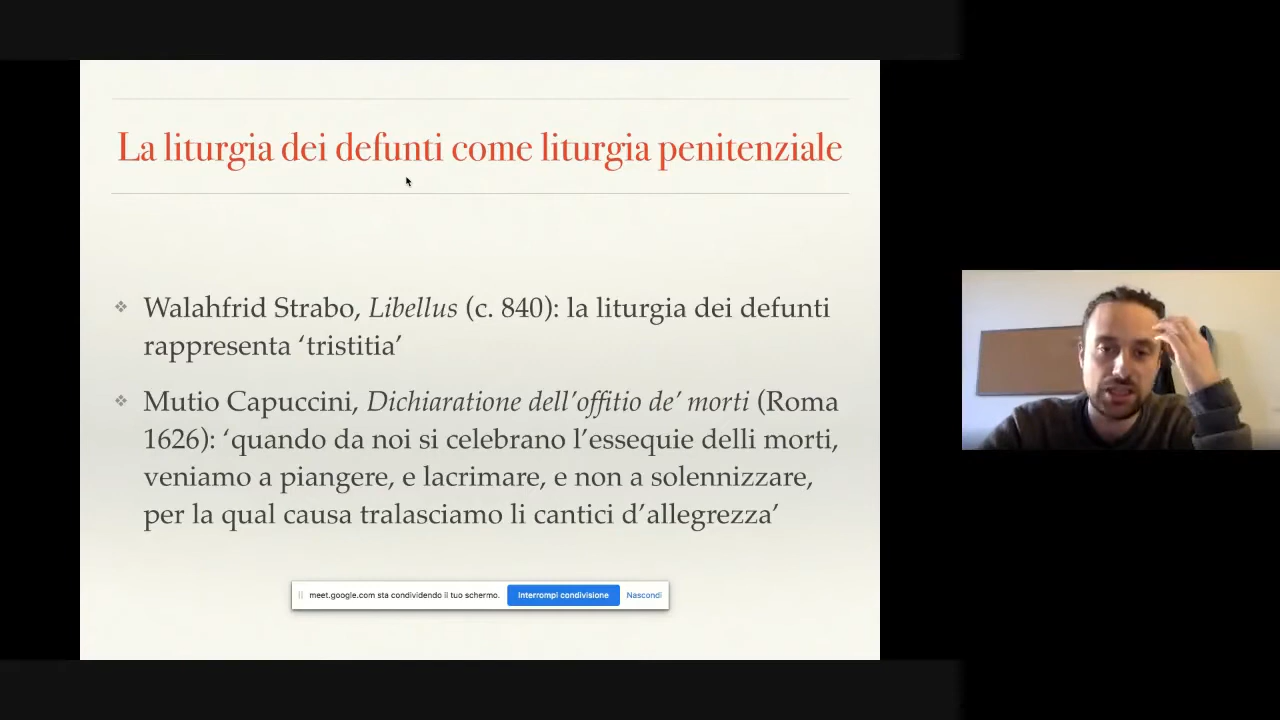 La liturgia dei defunti come liturgia penitenziale
Walahfrid Strabo, Libellus (c. 840): la liturgia dei defunti
rappresenta ‘tristitia’
Mutio Capuccini, Dichiaratione dell’offitio de’ morti (Roma
1626): ‘quando da noi si celebrano l’essequie delli morti,
veniamo a piangere, e lacrimare, e non a solennizzare,
per la qual causa tralasciamo li cantici d’allegrezza’
meet.google.com sta condividendo il tuo schermo. Interrompi condivisione Nascondi